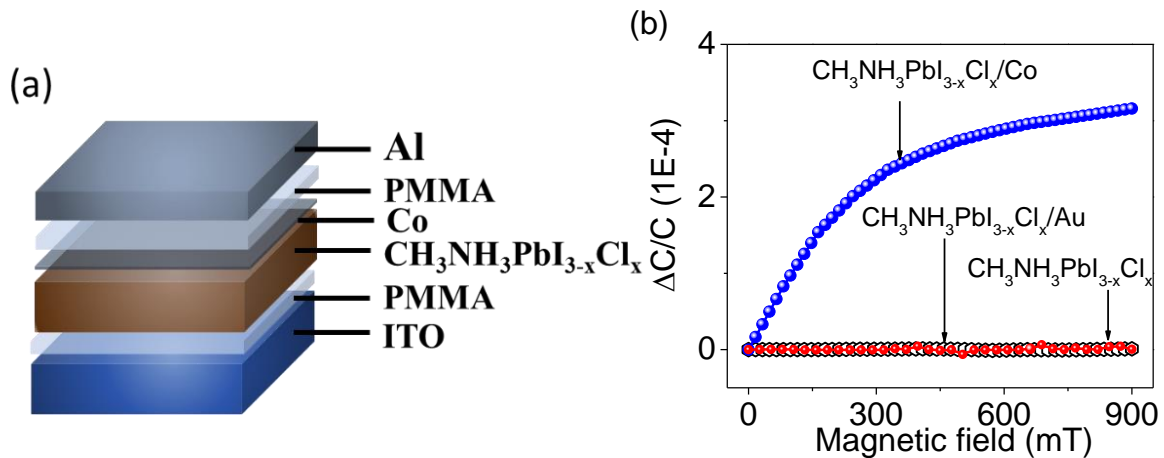 (a)
Al
PMMA
Co
CH₃NH₃PbI₃₋ₓClₓ
PMMA
ITO
(b)
4
2
0
ΔC/C (1E-4)
CH₃NH₃PbI₃₋ₓClₓ/Co
CH₃NH₃PbI₃₋ₓClₓ/Au
CH₃NH₃PbI₃₋ₓClₓ
0 300 600 900
Magnetic field (mT)